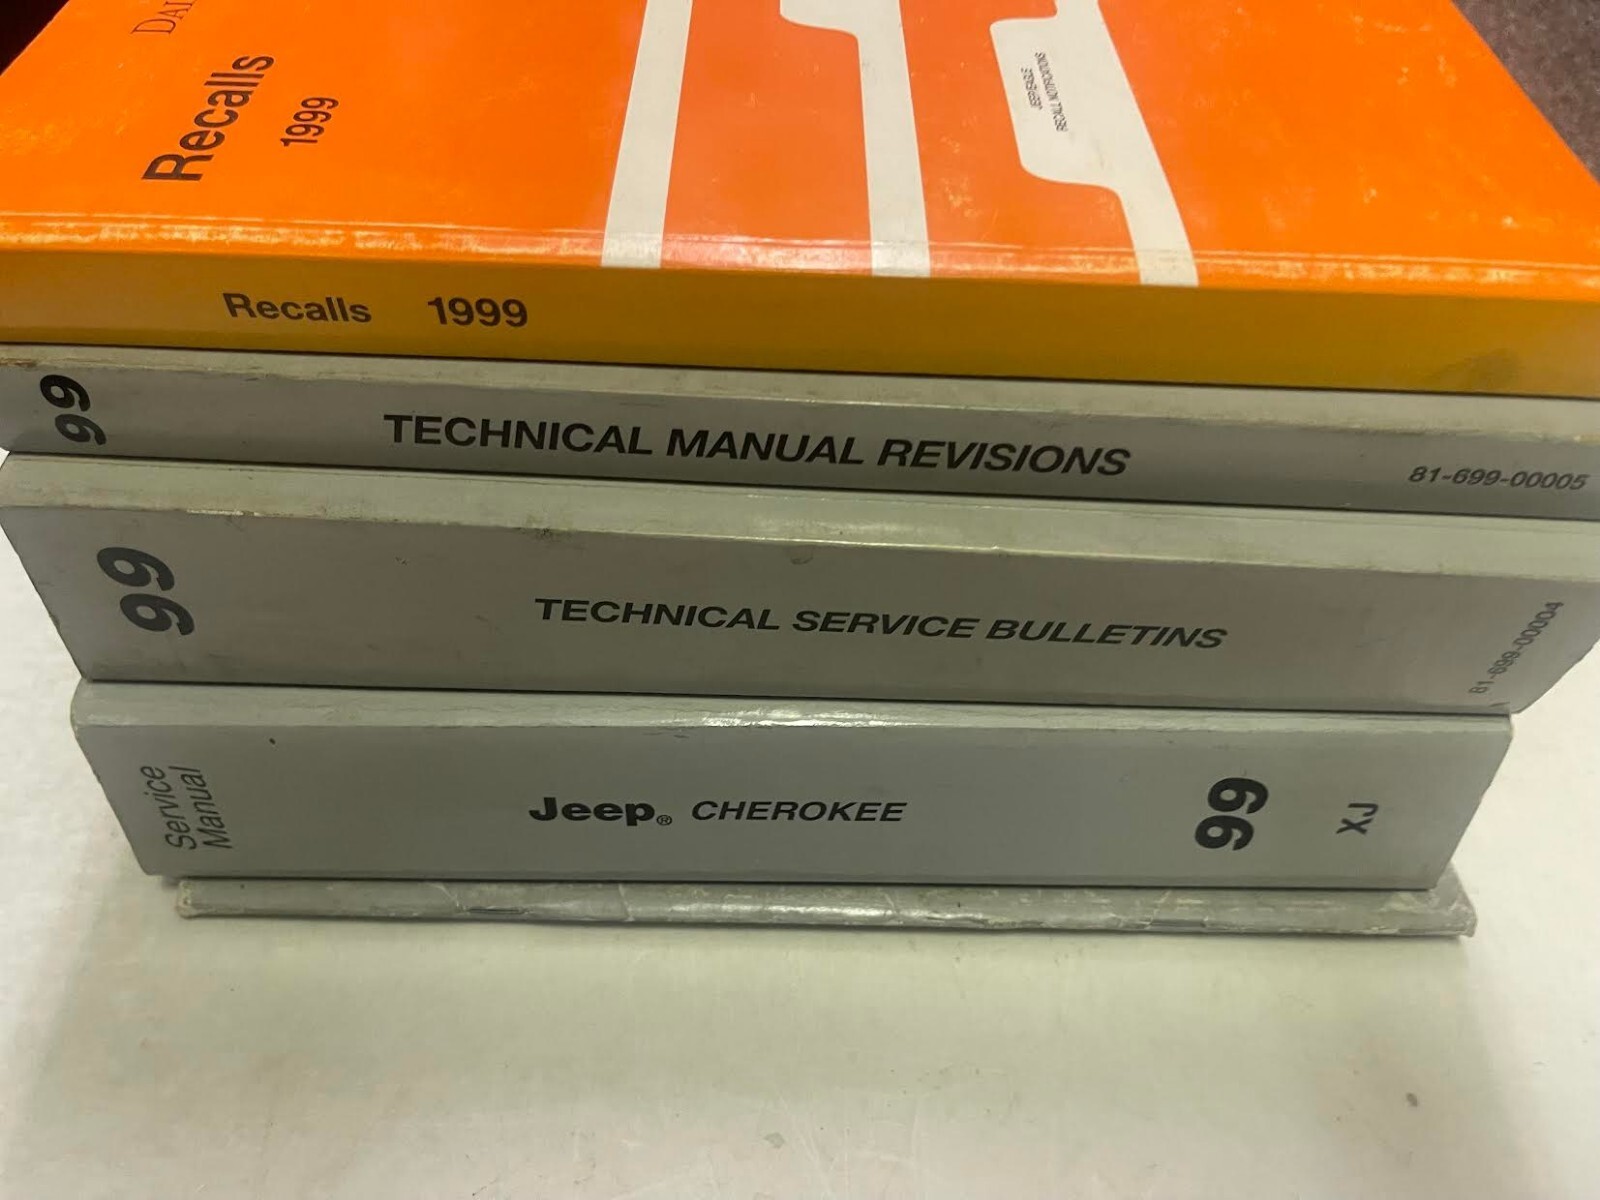 Recalls
1999
JEEP/EAGLE
RECALL NOTIFICATIONS
Recalls 1999
99 TECHNICAL MANUAL REVISIONS 81-699-00005
99 TECHNICAL SERVICE BULLETINS 81-699-00004
Service
Manual
Jeep® CHEROKEE 99 XJ